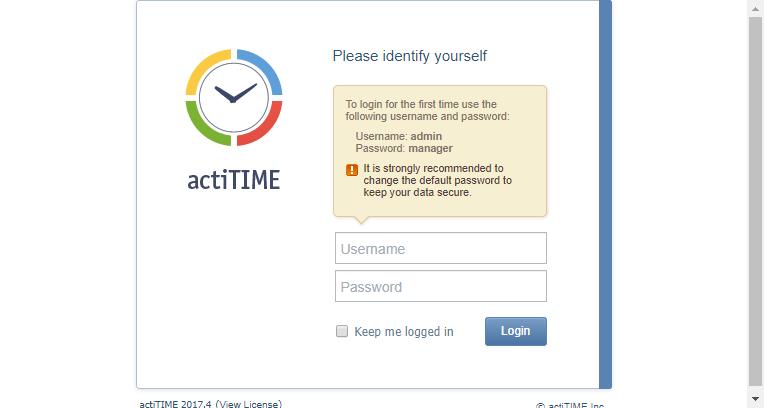 Please identify yourself
To login for the first time use the
following username and password:
Username: admin
Password: manager
It is strongly recommended to
change the default password to
keep your data secure.
actiTIME
Username
Password
Keep me logged in
Login
actiTIME 2017.4 (View License)
© actiTIME Inc.